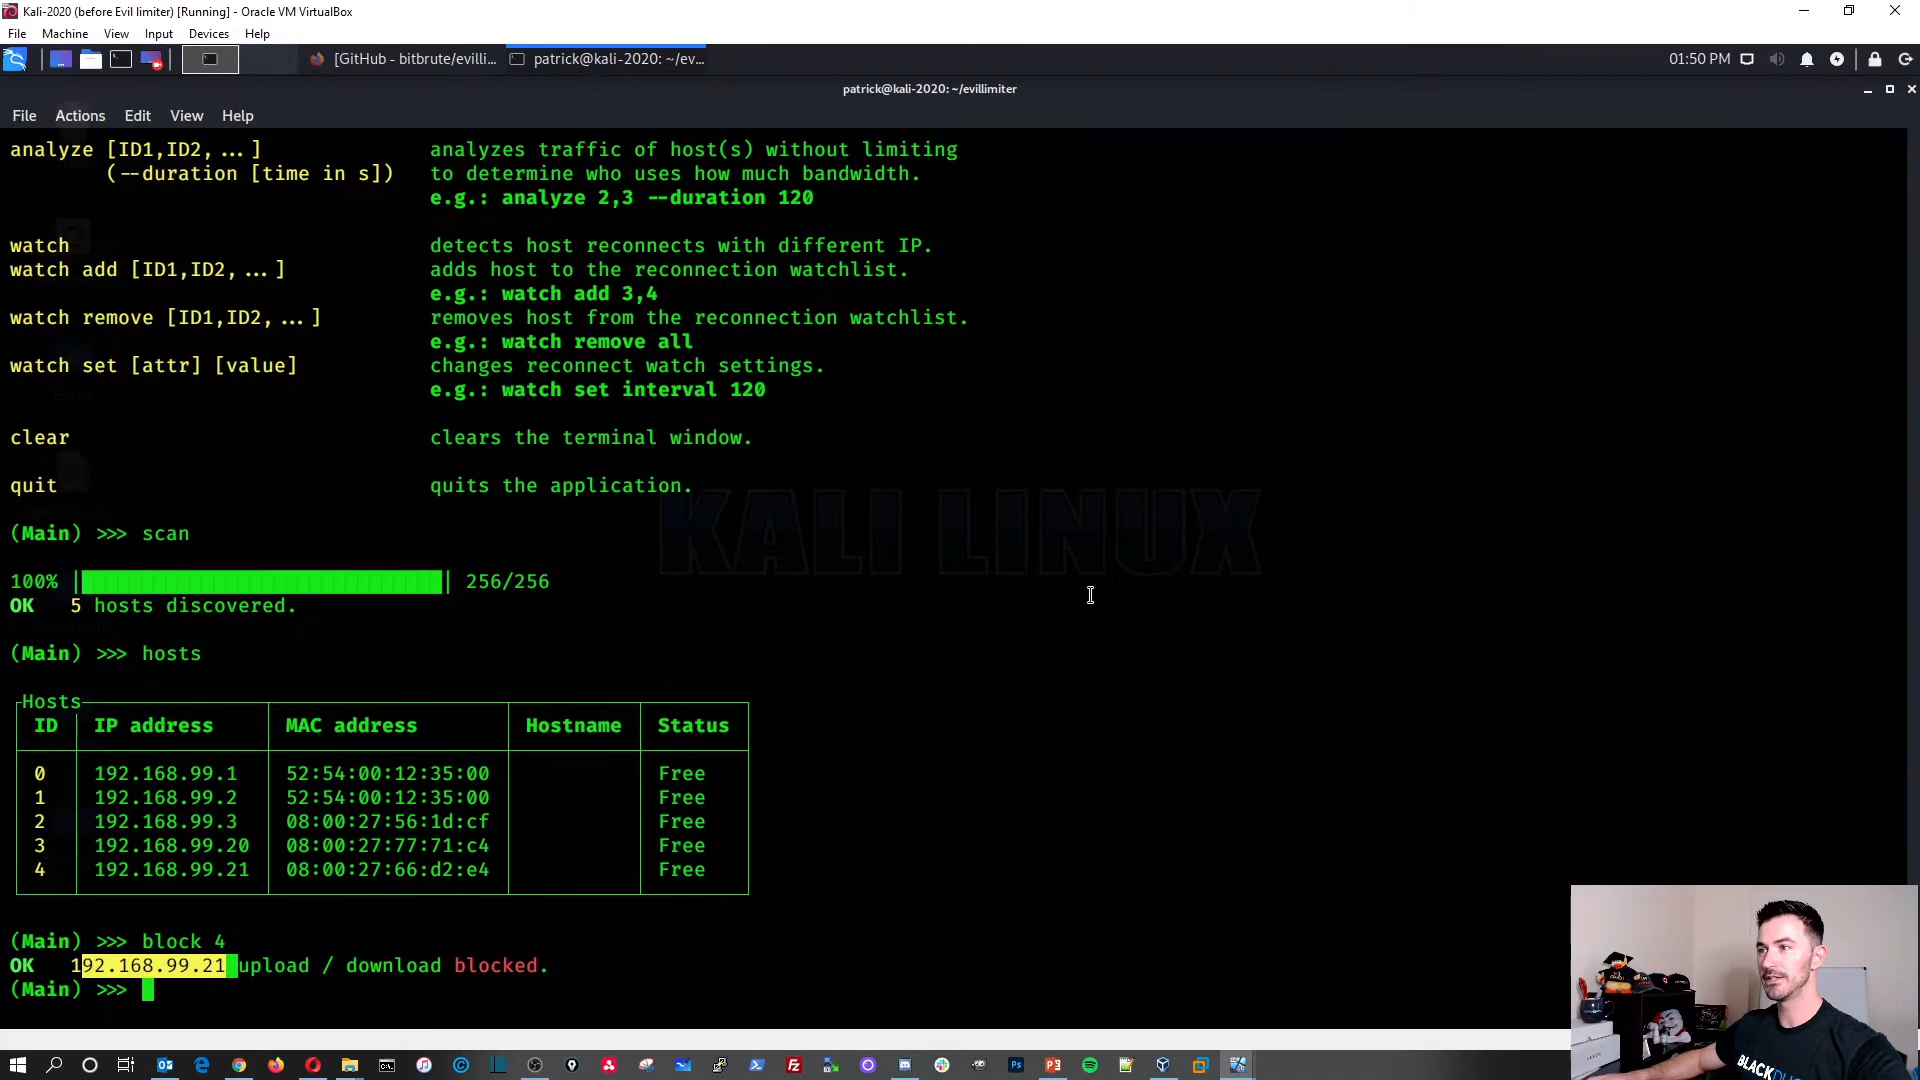 Kali-2020 (before Evil limiter) [Running] - Oracle VM VirtualBox
File Machine View Input Devices Help
[GitHub - bitbrute/evilli... patrick@kali-2020: ~/ev... 01:50 PM
patrick@kali-2020: ~/evillimiter
File Actions Edit View Help
analyze [ID1,ID2, ... ] analyzes traffic of host(s) without limiting
(--duration [time in s]) to determine who uses how much bandwidth.
e.g.: analyze 2,3 --duration 120
watch detects host reconnects with different IP.
watch add [ID1,ID2, ... ] adds host to the reconnection watchlist.
e.g.: watch add 3,4
watch remove [ID1,ID2, ... ] removes host from the reconnection watchlist.
e.g.: watch remove all
watch set [attr] [value] changes reconnect watch settings.
e.g.: watch set interval 120
clear clears the terminal window.
quit quits the application.
KALI LINUX
(Main) >>> scan
100% | | 256/256
OK 5 hosts discovered.
(Main) >>> hosts
Hosts
ID IP address MAC address Hostname Status
0 192.168.99.1 52:54:00:12:35:00 Free
1 192.168.99.2 52:54:00:12:35:00 Free
2 192.168.99.3 08:00:27:56:1d:cf Free
3 192.168.99.20 08:00:27:77:71:c4 Free
4 192.168.99.21 08:00:27:66:d2:e4 Free
(Main) >>> block 4
OK 192.168.99.21 upload / download blocked.
(Main) >>>